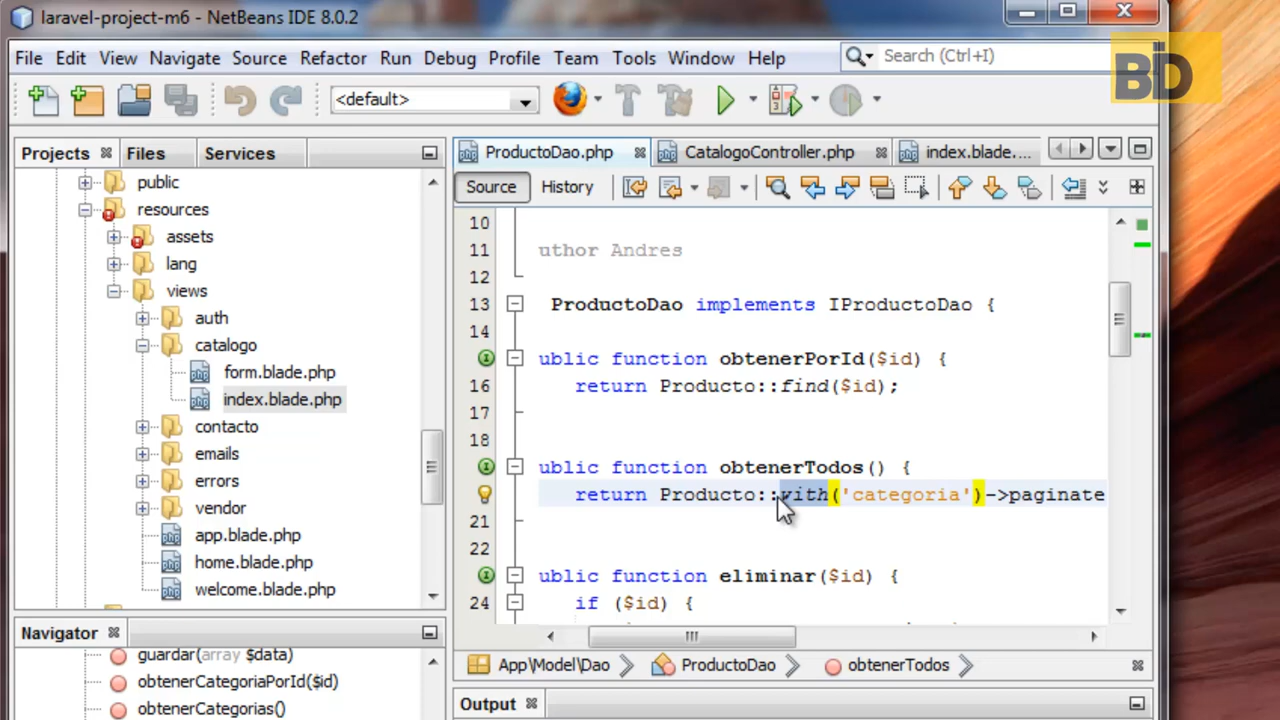 laravel-project-m6 - NetBeans IDE 8.0.2
File Edit View Navigate Source Refactor Run Debug Profile Team Tools Window Help
Search (Ctrl+I)
BID
<default>
Projects Files Services
public
resources
assets
lang
views
auth
catalogo
form.blade.php
index.blade.php
contacto
emails
errors
vendor
app.blade.php
home.blade.php
welcome.blade.php
Navigator
guardar(array $data)
obtenerCategoriaPorId($id)
obtenerCategorias()
ProductoDao.php CatalogoController.php index.blade....
Source History
10
11 uthor Andres
12
13 ProductoDao implements IProductoDao {
14
ublic function obtenerPorId($id) {
16 return Producto::find($id);
17
18
ublic function obtenerTodos() {
return Producto::with('categoria')->paginate
21
22
ublic function eliminar($id) {
24 if ($id) {
App\Model\Dao ProductoDao obtenerTodos
Output